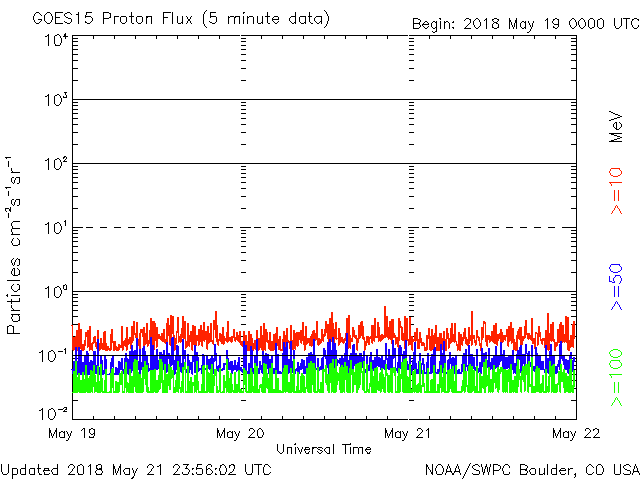 GOES15 Proton Flux (5 minute data)
Begin: 2018 May 19 0000 UTC
10⁴
10³
10²
10¹
10⁰
10⁻¹
10⁻²
Particles cm⁻²s⁻¹sr⁻¹
MeV
>=10
>=50
>=100
May 19
May 20
May 21
May 22
Universal Time
Updated 2018 May 21 23:56:02 UTC
NOAA/SWPC Boulder, CO USA